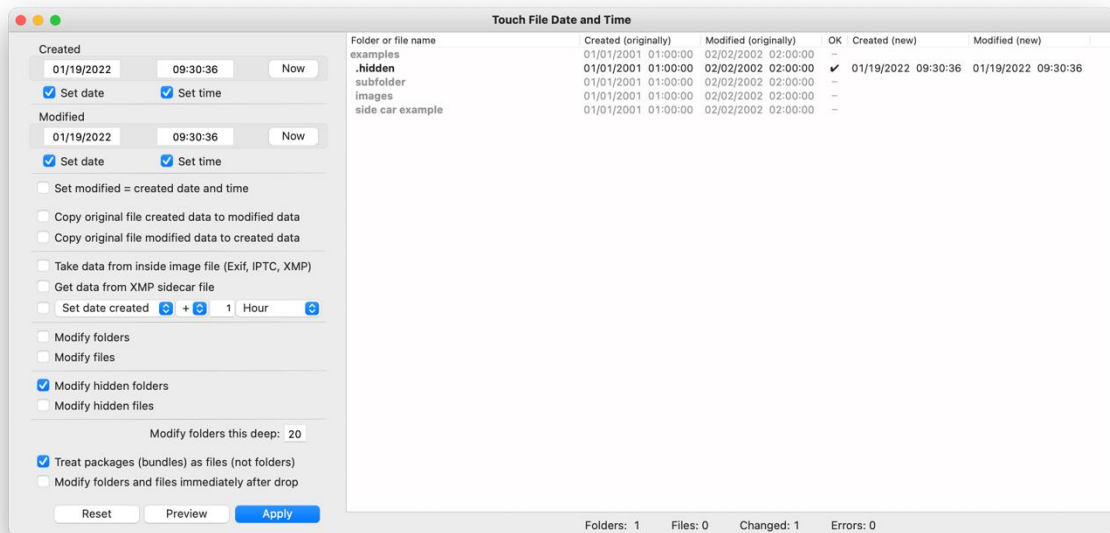 Touch File Date and Time
Created
01/19/2022 09:30:36 Now
Set date Set time
Modified
01/19/2022 09:30:36 Now
Set date Set time
Set modified = created date and time
Copy original file created data to modified data
Copy original file modified data to created data
Take data from inside image file (Exif, IPTC, XMP)
Get data from XMP sidecar file
Set date created + 1 Hour
Modify folders
Modify files
Modify hidden folders
Modify hidden files
Modify folders this deep: 20
Treat packages (bundles) as files (not folders)
Modify folders and files immediately after drop
Reset Preview Apply
Folder or file name Created (originally) Modified (originally) OK Created (new) Modified (new)
examples 01/01/2001 01:00:00 02/02/2002 02:00:00 –
.hidden 01/01/2001 01:00:00 02/02/2002 02:00:00 ✔ 01/19/2022 09:30:36 01/19/2022 09:30:36
subfolder 01/01/2001 01:00:00 02/02/2002 02:00:00 –
images 01/01/2001 01:00:00 02/02/2002 02:00:00 –
side car example 01/01/2001 01:00:00 02/02/2002 02:00:00 –
Folders: 1 Files: 0 Changed: 1 Errors: 0